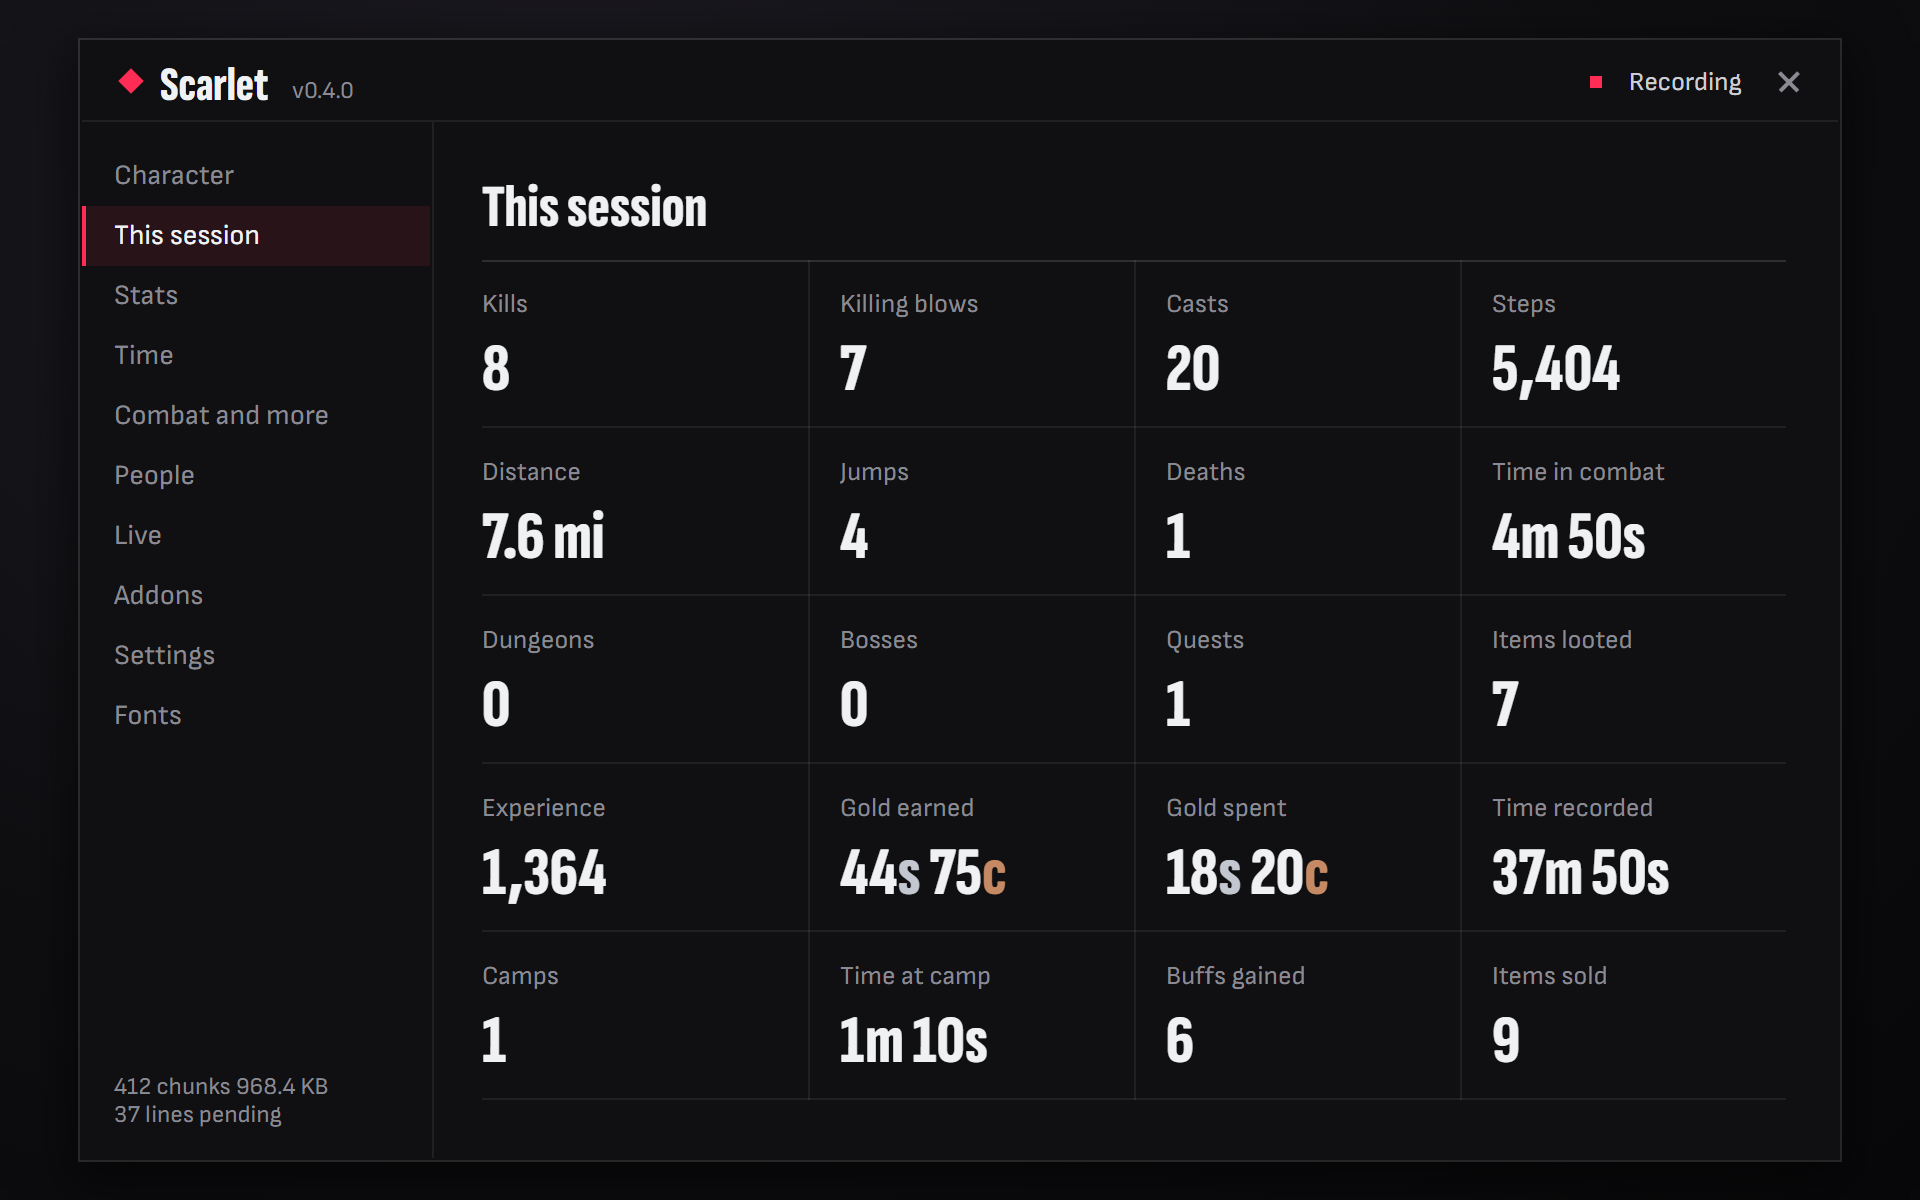 Scarlet v0.4.0
Recording
Character
This session
Stats
Time
Combat and more
People
Live
Addons
Settings
Fonts
412 chunks 968.4 KB
37 lines pending
This session
Kills
8
Killing blows
7
Casts
20
Steps
5,404
Distance
7.6 mi
Jumps
4
Deaths
1
Time in combat
4m 50s
Dungeons
0
Bosses
0
Quests
1
Items looted
7
Experience
1,364
Gold earned
44s 75c
Gold spent
18s 20c
Time recorded
37m 50s
Camps
1
Time at camp
1m 10s
Buffs gained
6
Items sold
9